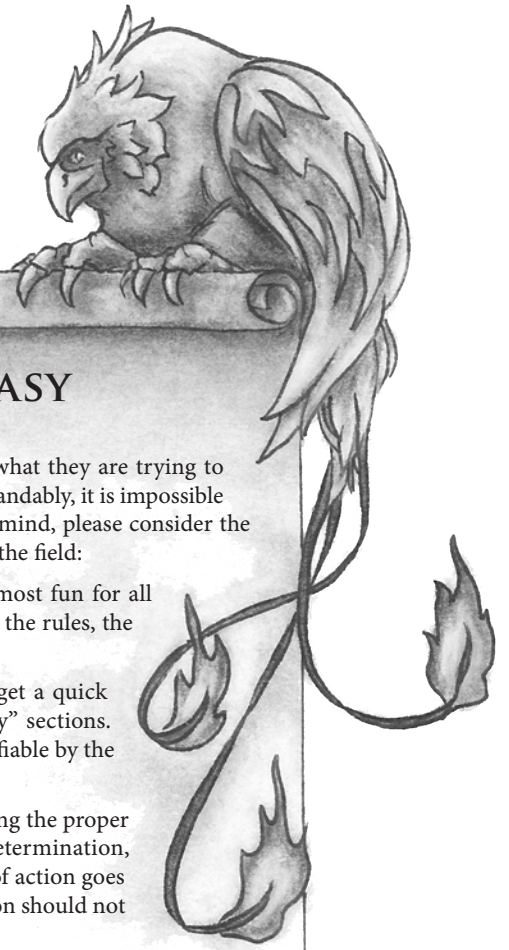 ASY
what they are trying to
andably, it is impossible
mind, please consider the
the field:
most fun for all
the rules, the
get a quick
y” sections.
fiable by the
ng the proper
etermination,
of action goes
on should not